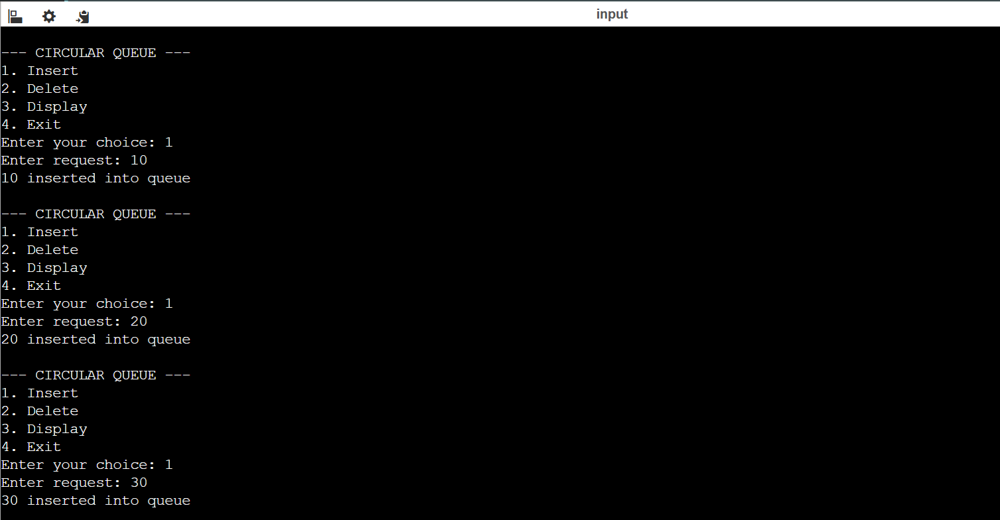 input
--- CIRCULAR QUEUE ---
1. Insert
2. Delete
3. Display
4. Exit
Enter your choice: 1
Enter request: 10
10 inserted into queue
--- CIRCULAR QUEUE ---
1. Insert
2. Delete
3. Display
4. Exit
Enter your choice: 1
Enter request: 20
20 inserted into queue
--- CIRCULAR QUEUE ---
1. Insert
2. Delete
3. Display
4. Exit
Enter your choice: 1
Enter request: 30
30 inserted into queue